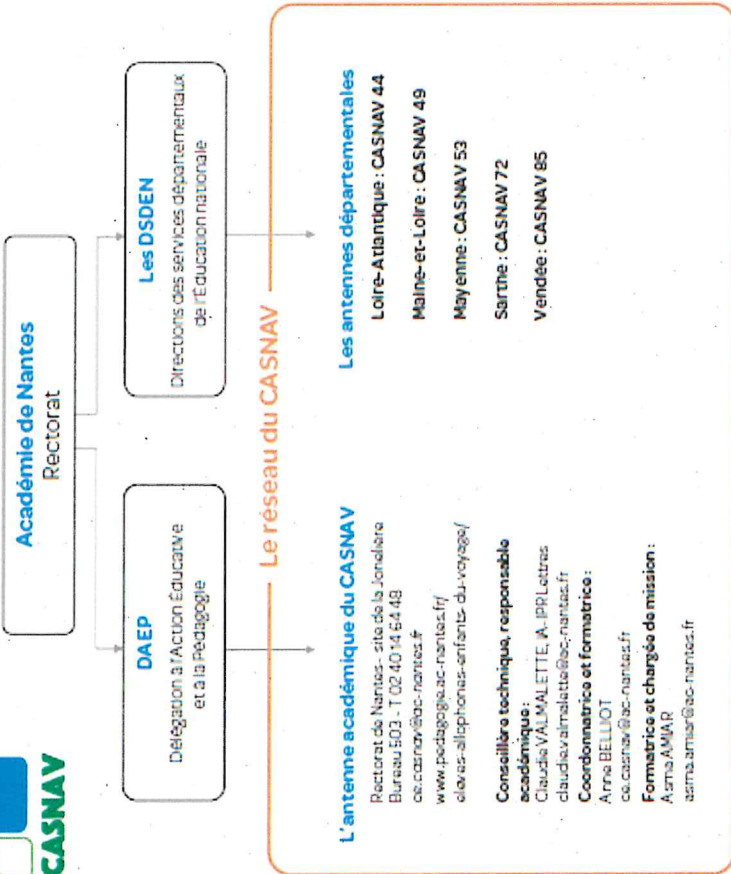 CASNAV
Académie de Nantes
Rectorat
DAEP
Délégation à l'Action Éducative
et à la Pédagogie
Les DSDEN
Directions des services départementaux
de l'Éducation nationale
Le réseau du CASNAV
L'antenne académique du CASNAV
Rectorat de Nantes - site de la Jonelière
Bureau 503 - T 02 40 14 64 48
ce.casnav@ac-nantes.fr
www.pedagogie.ac-nantes.fr/
eleves-allophones-enfants-du-voyage/
Conseillère technique, responsable
académique :
Claudie VALMALETTE, IA-IPR Lettres
claudie.valmalette@ac-nantes.fr
Coordonnatrice et formatrice :
Anne BELLIOT
ce.casnav@ac-nantes.fr
Formatrice et chargée de mission :
Asma AMIAR
asma.amiar@ac-nantes.fr
Les antennes départementales
Loire-Atlantique : CASNAV 44
Maine-et-Loire : CASNAV 49
Mayenne : CASNAV 53
Sarthe : CASNAV 72
Vendée : CASNAV 85